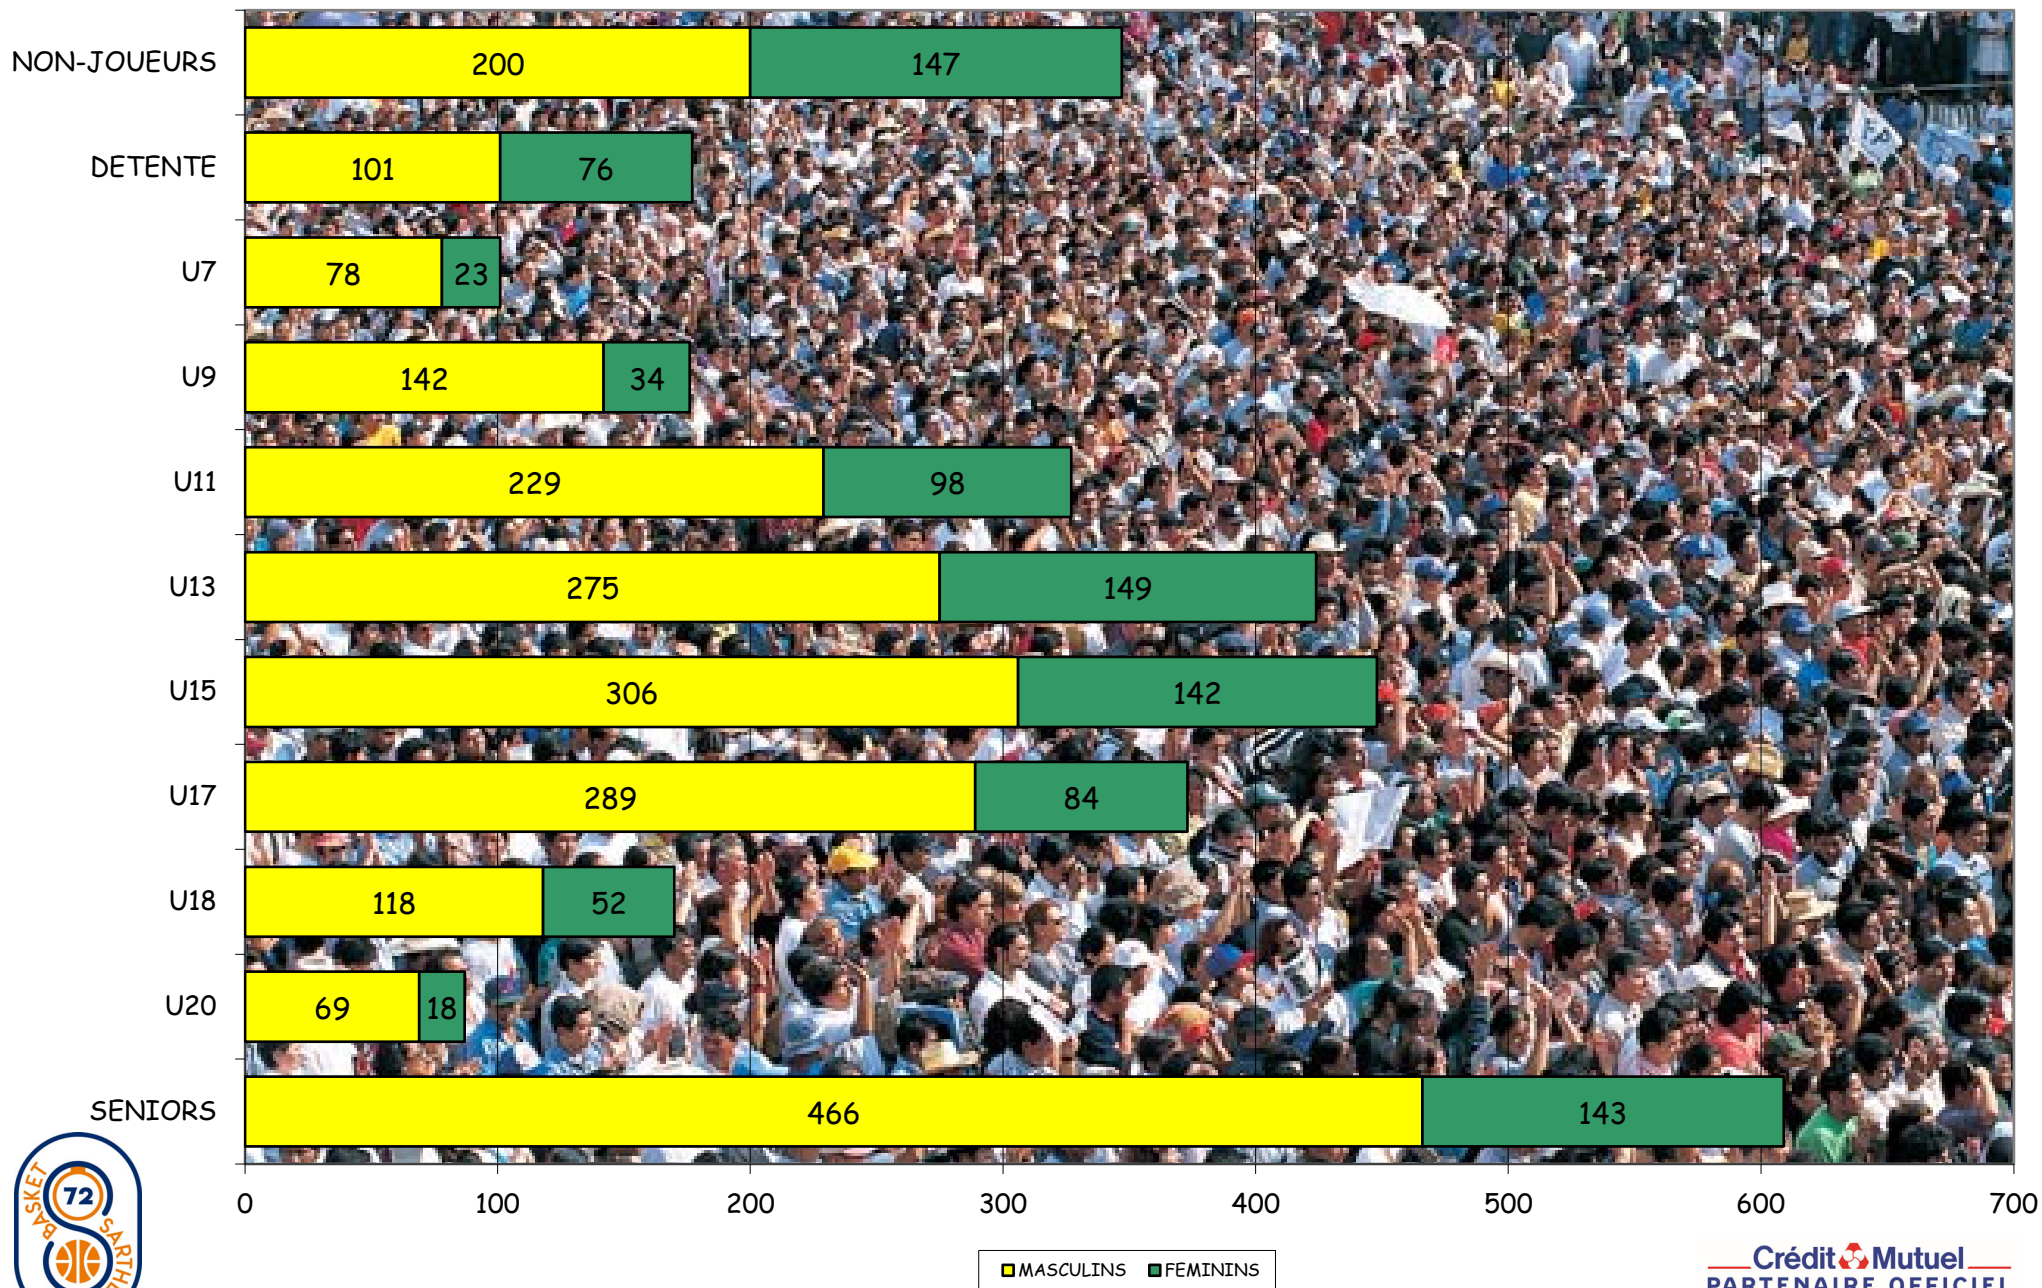 NON-JOUEURS 200 147
DETENTE 101 76
U7 78 23
U9 142 34
U11 229 98
U13 275 149
U15 306 142
U17 289 84
U18 118 52
U20 69 18
SENIORS 466 143
0 100 200 300 400 500 600 700
MASCULINS FEMININS
BASKET
72
SARTHE
Crédit Mutuel
PARTENAIRE OFFICIEL